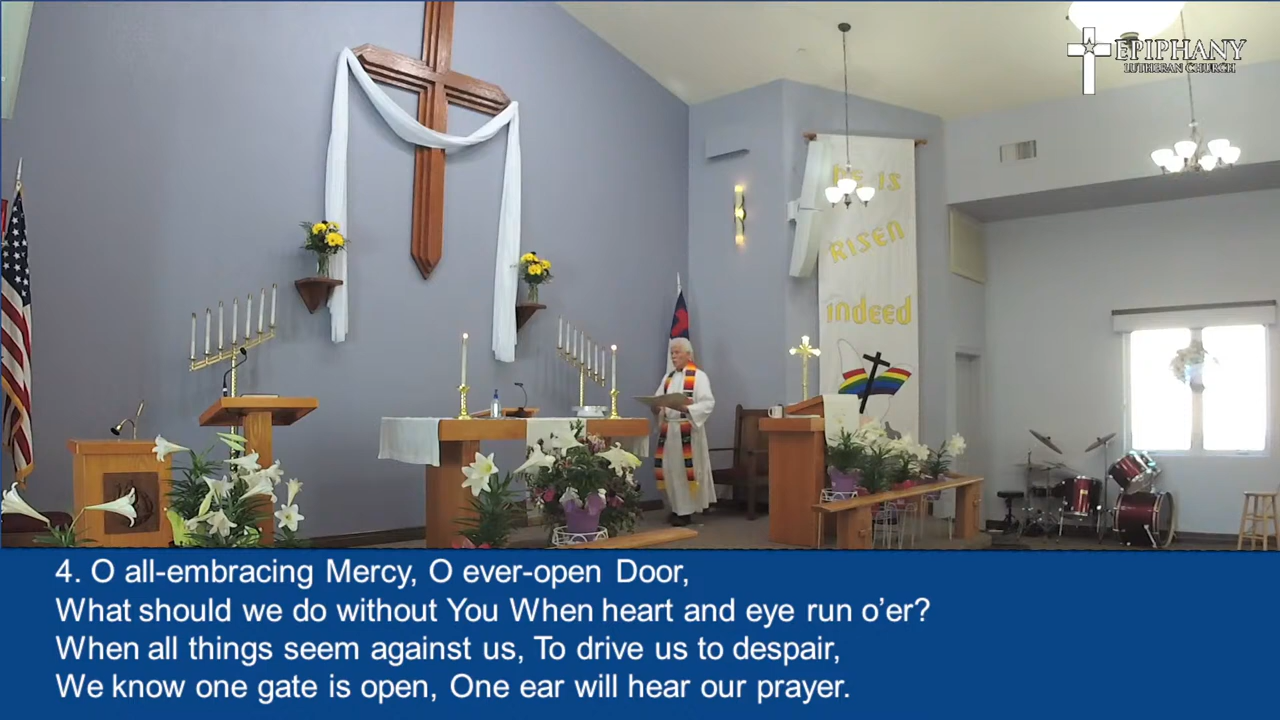 EPIPHANY
LUTHERAN CHURCH
HE IS
RISEN
indeed
4. O all-embracing Mercy, O ever-open Door,
What should we do without You When heart and eye run o’er?
When all things seem against us, To drive us to despair,
We know one gate is open, One ear will hear our prayer.